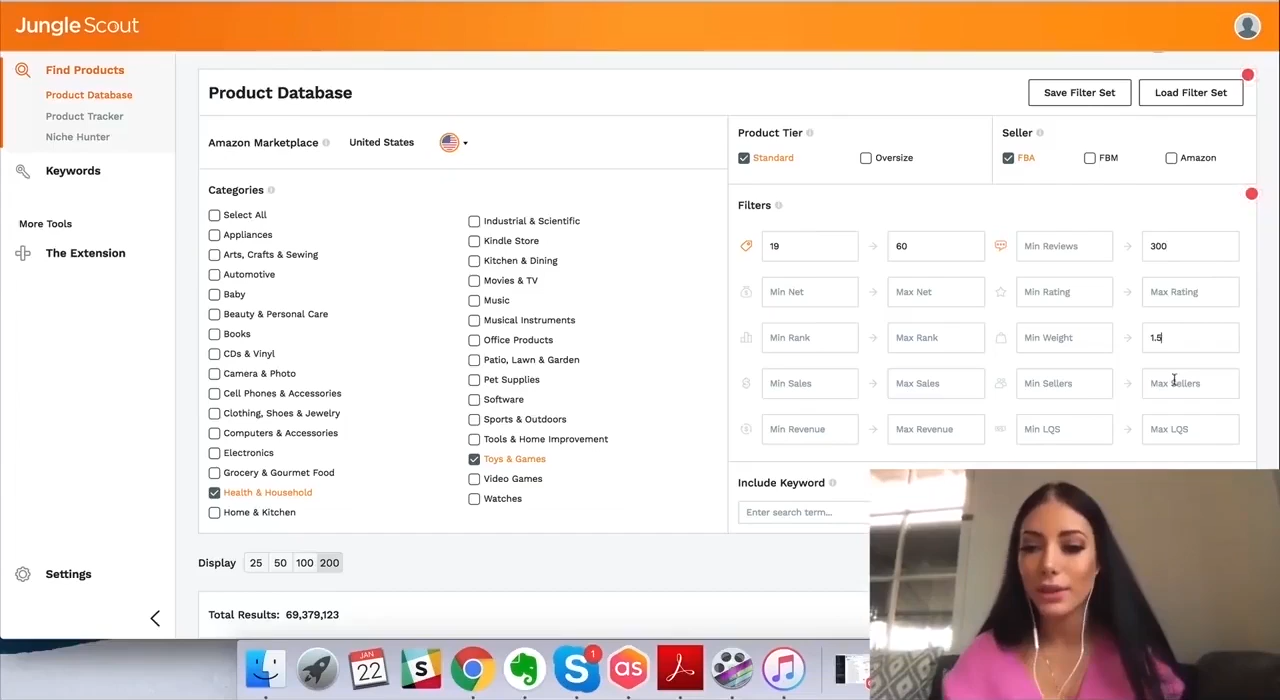 Jungle Scout
Find Products
Product Database
Product Tracker
Niche Hunter
Keywords
More Tools
The Extension
Settings
Product Database
Save Filter Set
Load Filter Set
Amazon Marketplace
United States
Product Tier
Standard
Oversize
Seller
FBA
FBM
Amazon
Categories
Select All
Appliances
Arts, Crafts & Sewing
Automotive
Baby
Beauty & Personal Care
Books
CDs & Vinyl
Camera & Photo
Cell Phones & Accessories
Clothing, Shoes & Jewelry
Computers & Accessories
Electronics
Grocery & Gourmet Food
Health & Household
Home & Kitchen
Industrial & Scientific
Kindle Store
Kitchen & Dining
Movies & TV
Music
Musical Instruments
Office Products
Patio, Lawn & Garden
Pet Supplies
Software
Sports & Outdoors
Tools & Home Improvement
Toys & Games
Video Games
Watches
Filters
19
60
Min Reviews
300
Min Net
Max Net
Min Rating
Max Rating
Min Rank
Max Rank
Min Weight
1.5
Min Sales
Max Sales
Min Sellers
Max Sellers
Min Revenue
Max Revenue
Min LQS
Max LQS
Include Keyword
Enter search term...
Display
25
50
100
200
Total Results: 69,379,123
JAN
22
S
S
1
as